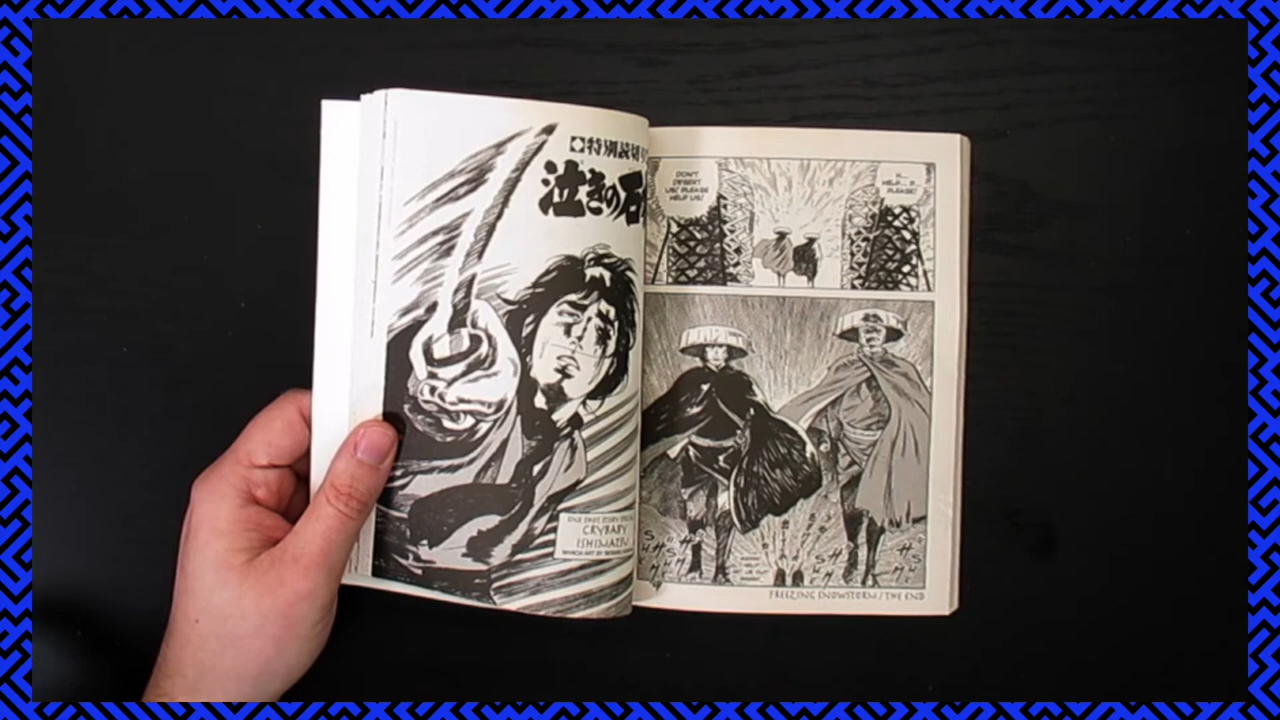 特別読切
泣きの石
ONE SHOT STORY
CRYBABY
ISHIMATSU
DON'T
DESERT
US! PLEASE
HELP US!
H...
HELP... P...
PLEASE!
FREEZING SNOWSTORM / THE END